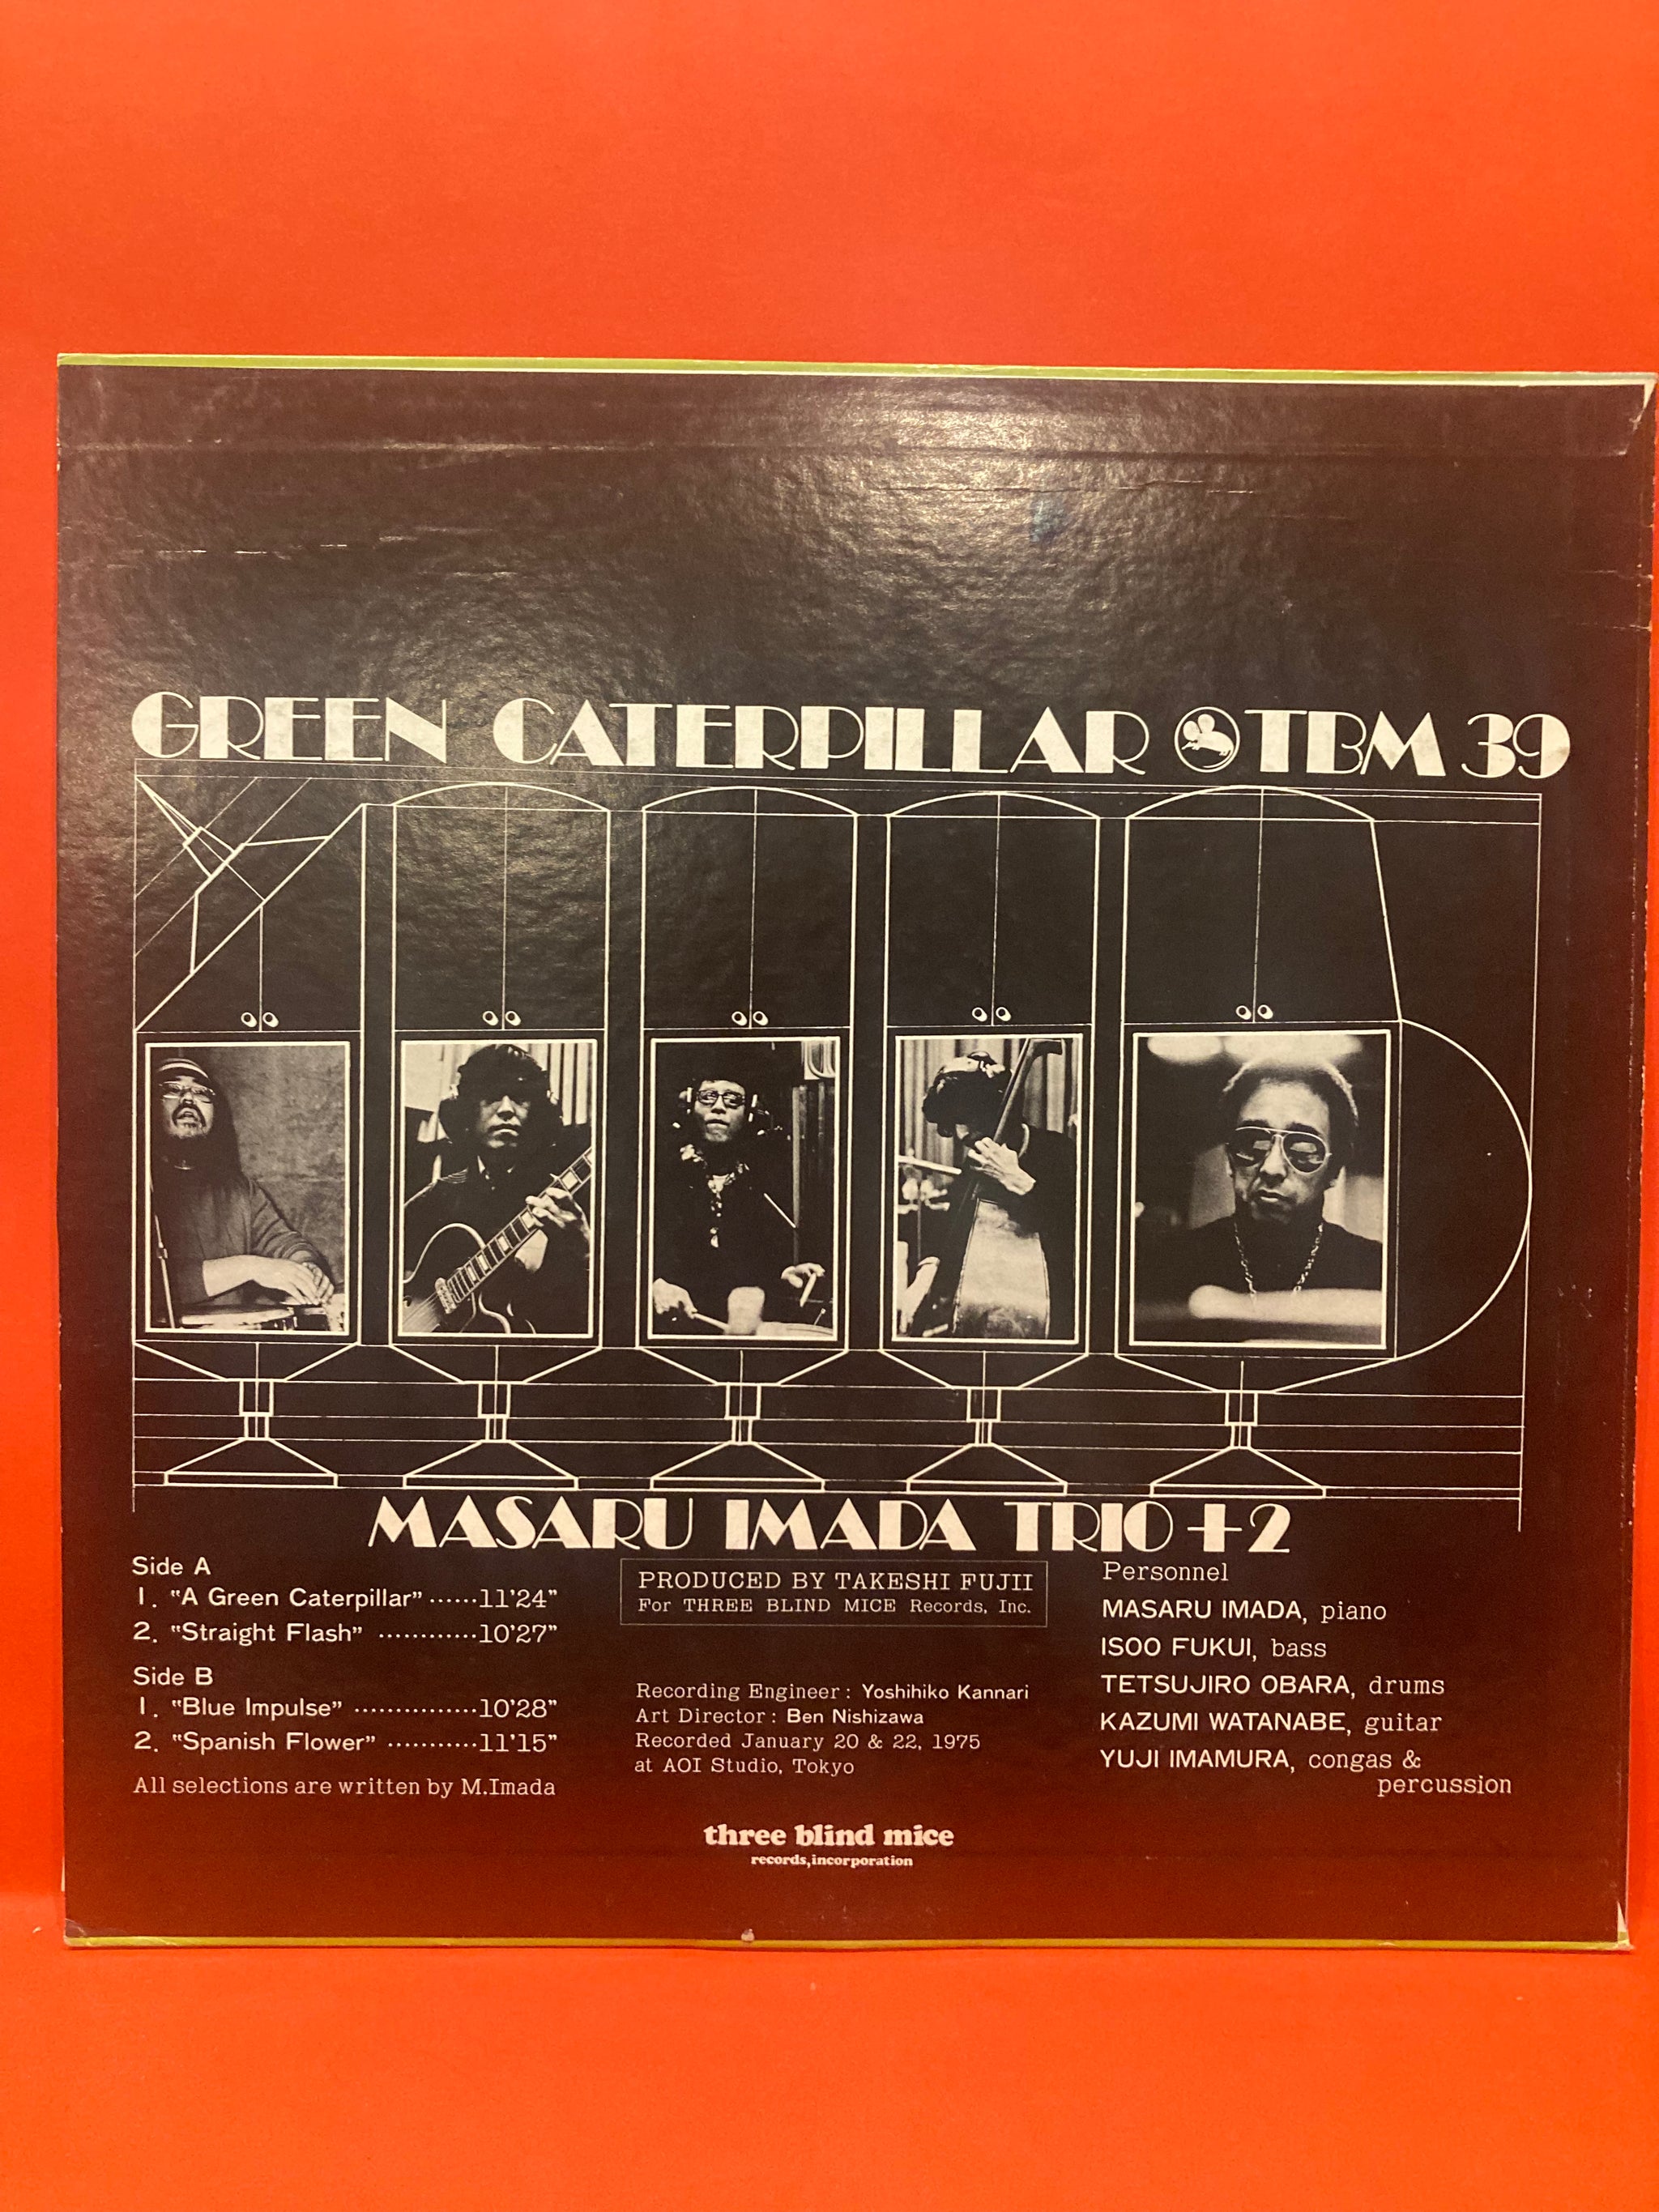 GREEN CATERPILLAR TBM 39
MASARU IMADA TRIO +2
Side A
1. "A Green Caterpillar" ······11'24"
2. "Straight Flash" ············10'27"
Side B
1. "Blue Impulse" ···············10'28"
2. "Spanish Flower" ···········11'15"
All selections are written by M.Imada
PRODUCED BY TAKESHI FUJII
For THREE BLIND MICE Records, Inc.
Recording Engineer : Yoshihiko Kannari
Art Director : Ben Nishizawa
Recorded January 20 & 22, 1975
at AOI Studio, Tokyo
Personnel
MASARU IMADA, piano
ISOO FUKUI, bass
TETSUJIRO OBARA, drums
KAZUMI WATANABE, guitar
YUJI IMAMURA, congas &
percussion
three blind mice
records, incorporation